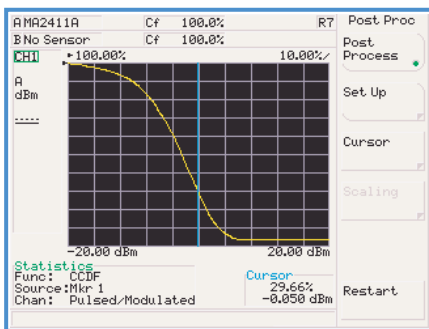 A MA2411A Cf 100.0% R7
B No Sensor Cf 100.0%
Post Proc
CH1 100.00% 10.00%/
A
dBm
-20.00 dBm 20.00 dBm
Statistics
Func: CCDF
Source:Mkr 1
Chan: Pulsed/Modulated
Cursor
29.66%
-0.050 dBm
Post
Process
Set Up
Cursor
Scaling
Restart